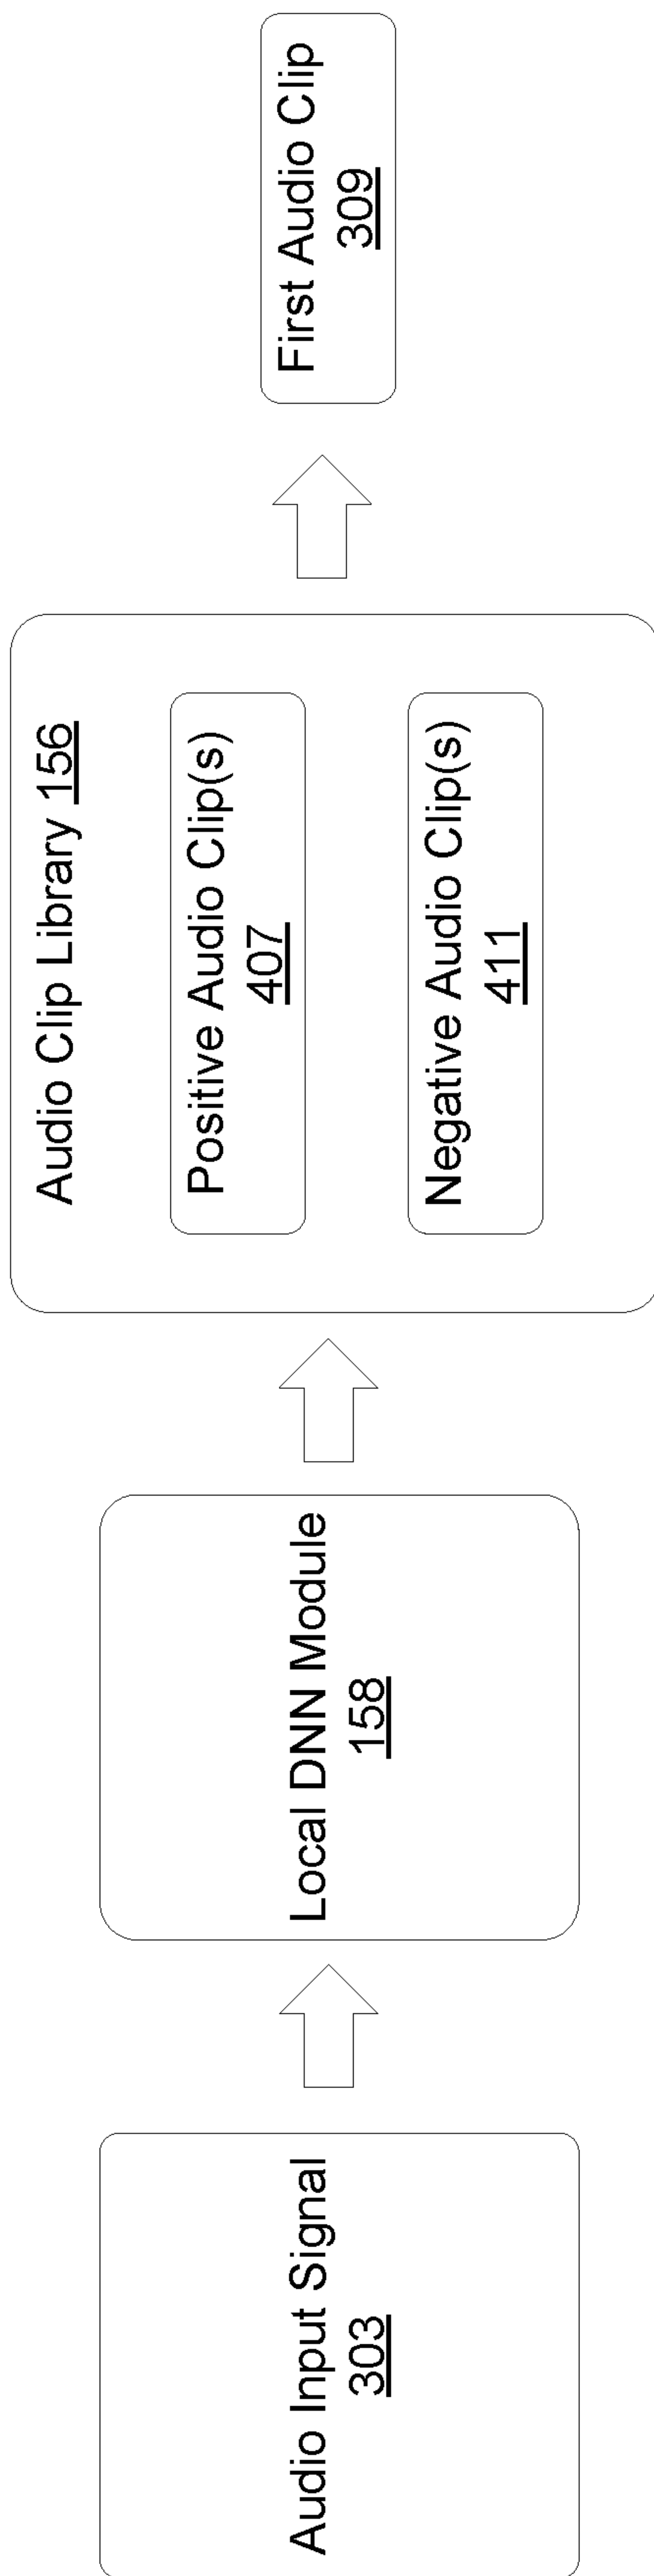 Audio Input Signal
303
Local DNN Module
158
Audio Clip Library 156
Positive Audio Clip(s)
407
Negative Audio Clip(s)
411
First Audio Clip
309